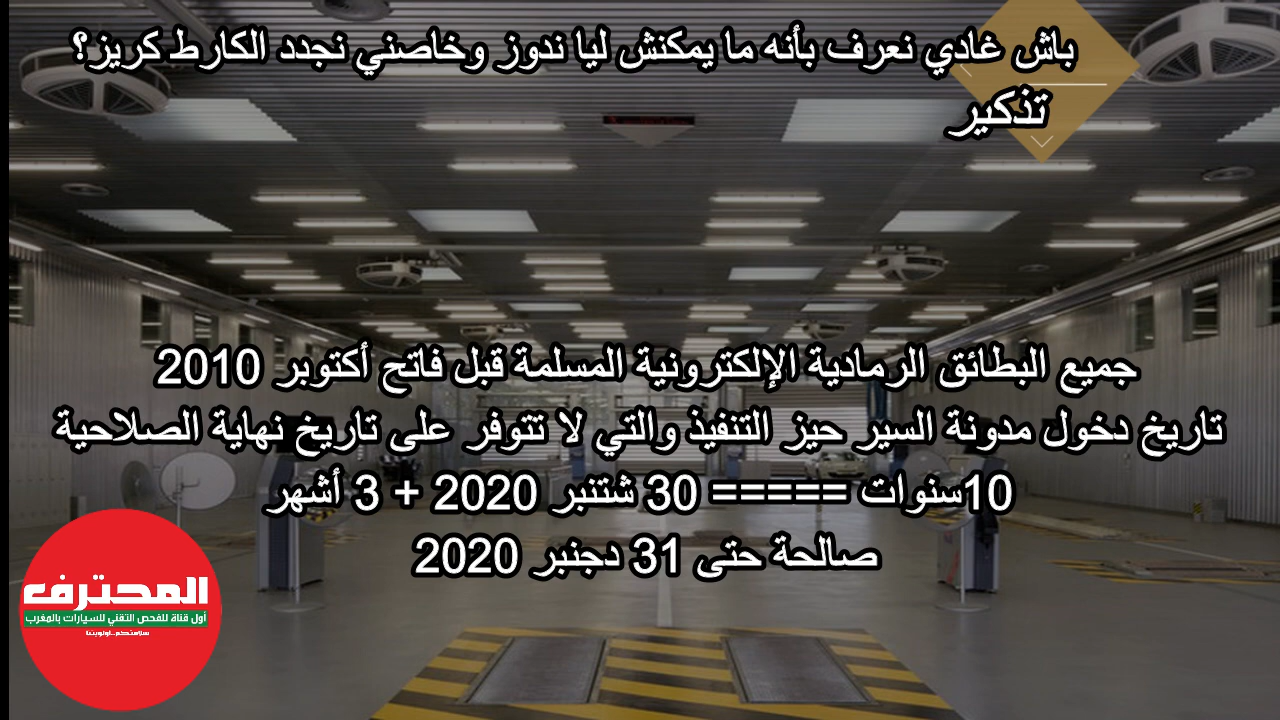 باش غادي نعرف بأنه ما يمكنش ليا ندوز وخاصني نجدد الكارط كريز؟
تذكير
جميع البطائق الرمادية الإلكترونية المسلمة قبل فاتح أكتوبر 2010
تاريخ دخول مدونة السير حيز التنفيذ والتي لا تتوفر على تاريخ نهاية الصلاحية
10سنوات ===== 30 شتنبر 2020 + 3 أشهر
صالحة حتى 31 دجنبر 2020
المحترف
أول قناة للفحص التقني للسيارات بالمغرب
سلامتكم..أولويتنا